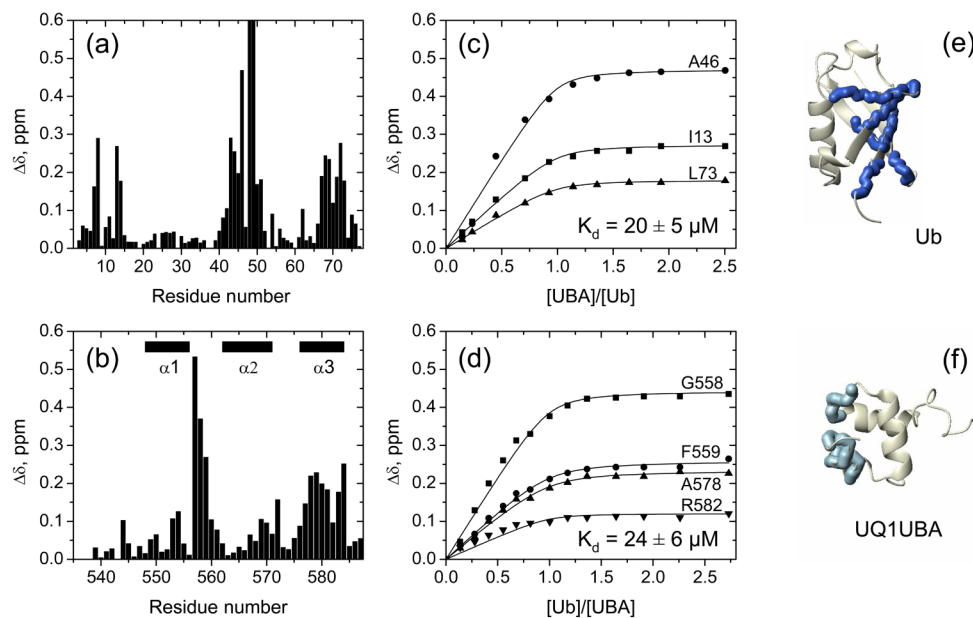 (a)
Δδ, ppm
0.6
0.5
0.4
0.3
0.2
0.1
0.0
10 20 30 40 50 60 70
Residue number
(c)
Δδ, ppm
0.6
0.5
0.4
0.3
0.2
0.1
0.0
A46
I13
L73
K_d = 20 ± 5 μM
0.0 0.5 1.0 1.5 2.0 2.5
[UBA]/[Ub]
(e)
Ub
(b)
Δδ, ppm
0.6
0.5
0.4
0.3
0.2
0.1
0.0
α1 α2 α3
540 550 560 570 580
Residue number
(d)
Δδ, ppm
0.6
0.5
0.4
0.3
0.2
0.1
0.0
G558
F559
A578
R582
K_d = 24 ± 6 μM
0.0 0.5 1.0 1.5 2.0 2.5
[Ub]/[UBA]
(f)
UQ1UBA